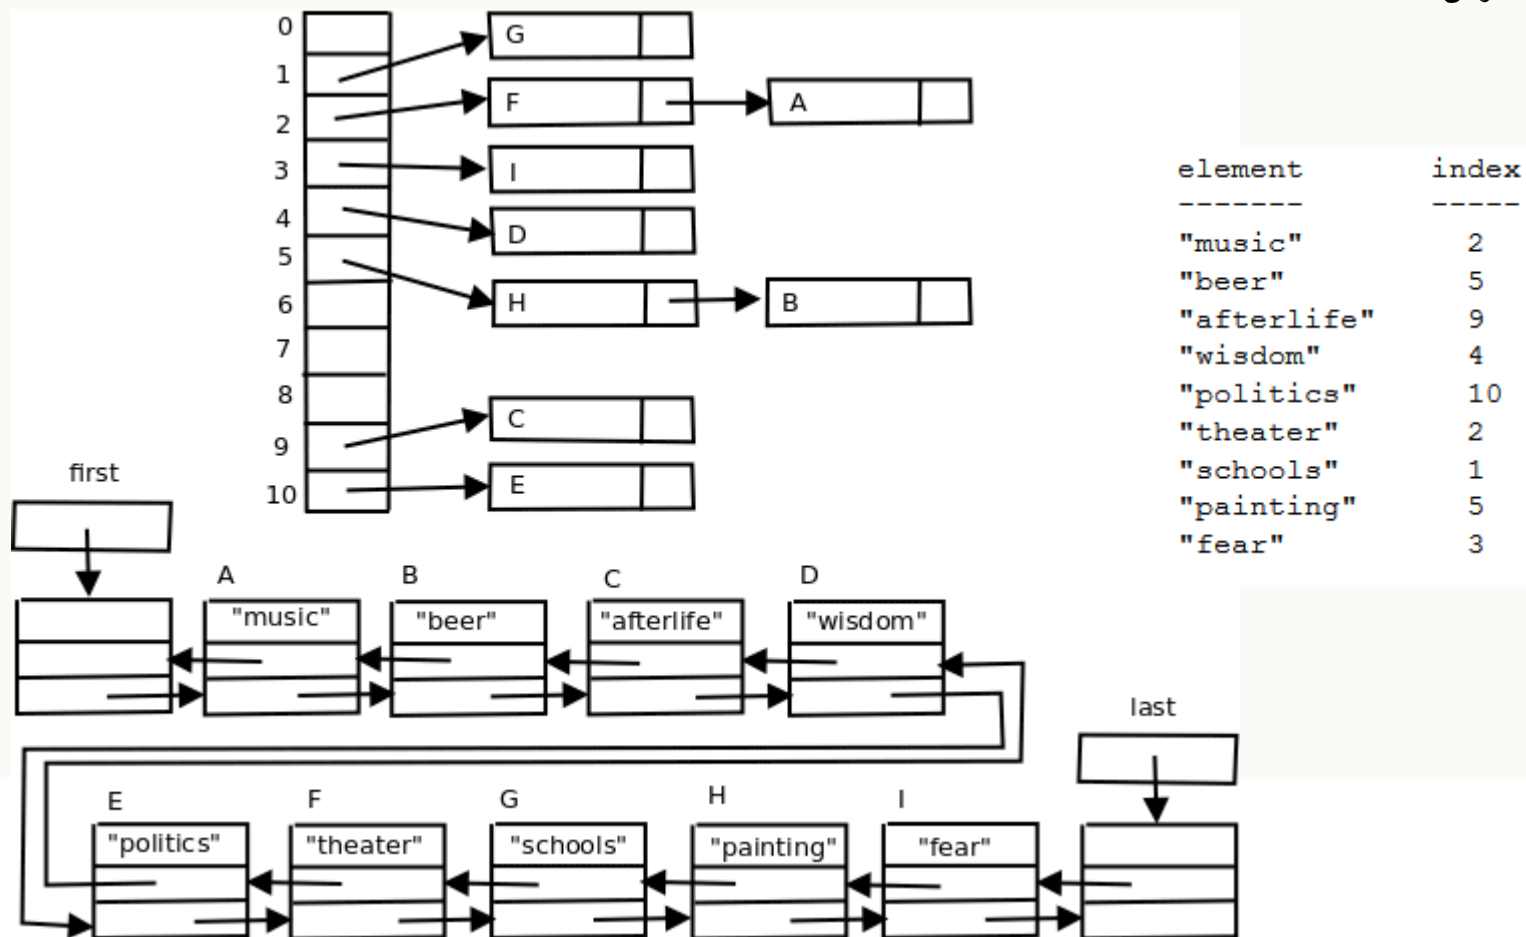 0
G
1
F
A
2
3
I
4
D
5
H
B
6
7
8
C
9
E
10
element index
------- -----
"music" 2
"beer" 5
"afterlife" 9
"wisdom" 4
"politics" 10
"theater" 2
"schools" 1
"painting" 5
"fear" 3
first
A B C D
"music" "beer" "afterlife" "wisdom"
last
E F G H I
"politics" "theater" "schools" "painting" "fear"